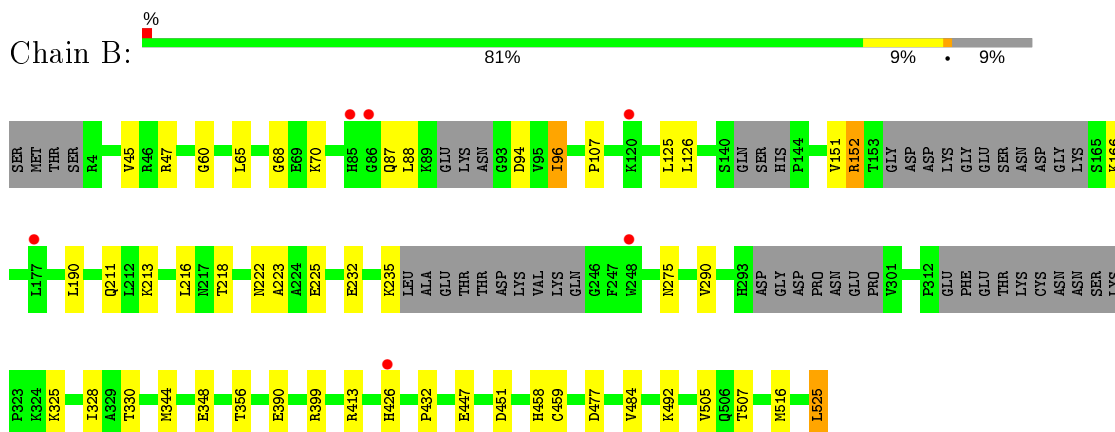 %
Chain B:
81%
9%
•
9%
SER MET THR SER R4 V45 R46 R47 G60 L65 G68 E69 K70 H85 G86 Q87 L88 K89 GLU LYS ASN G93 D94 V95 I96 P107 K120 L125 L126 S140 GLN SER HIS P144 V151 R152 T153 GLY ASP ASP LYS GLY GLU SER ASN ASP GLY LYS S165 K166
L177 L190 Q211 L212 K213 L216 N217 T218 N222 A223 A224 E225 E232 K235 LEU ALA GLU THR THR ASP LYS VAL LYS GLN G246 F247 W248 N275 V290 H293 ASP GLY ASP PRO ASN GLU PRO V301 P312 GLU PHE GLU THR LYS CYS ASN ASN SER LYS
P323 K324 K325 I328 A329 T330 M344 E348 T356 E390 R399 R413 H426 P432 E447 D451 H458 C459 D477 V484 K492 V505 Q506 T507 M516 L525